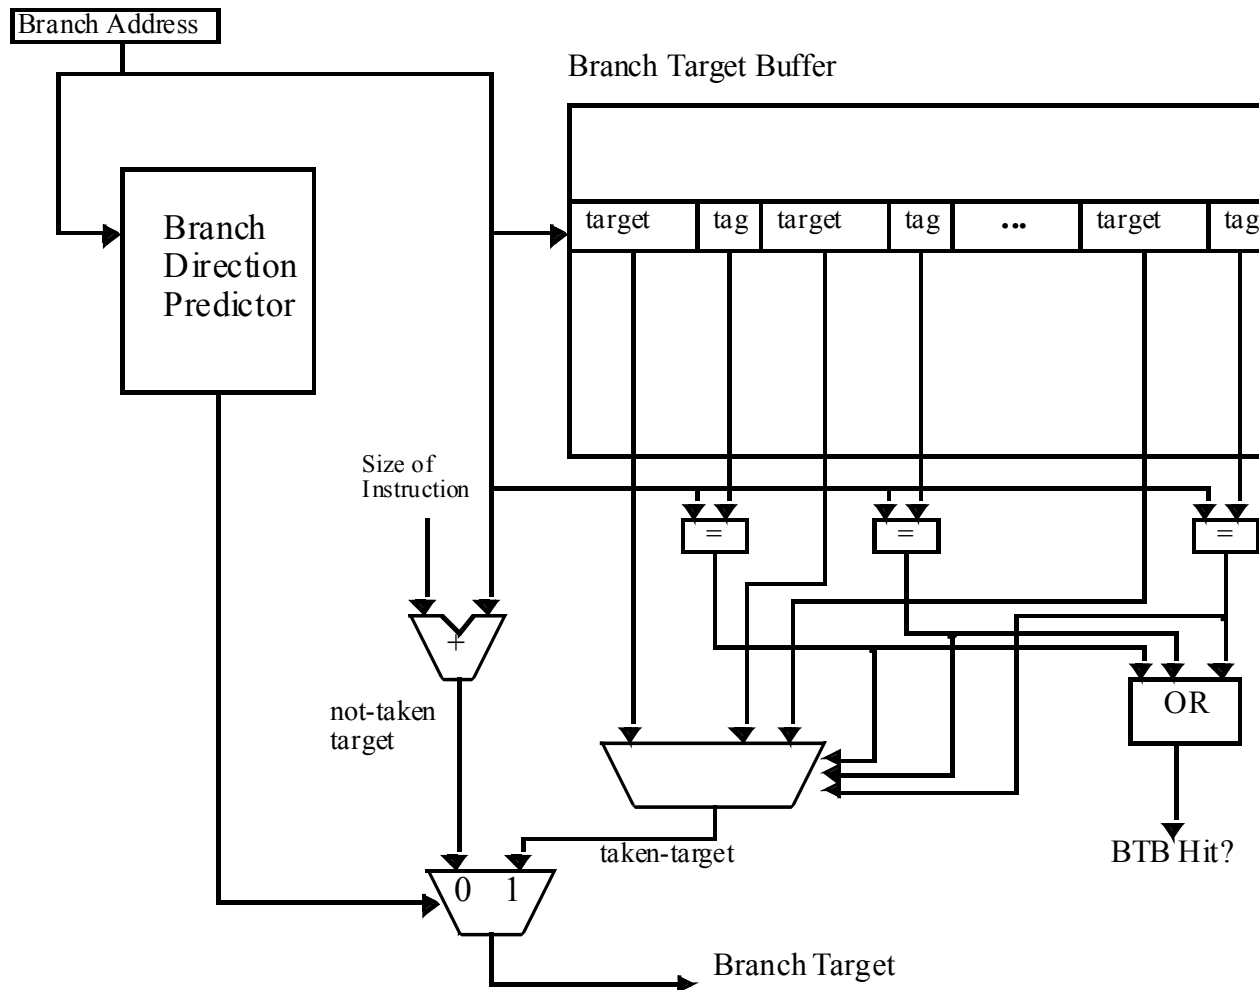 Branch Address
Branch Target Buffer
target tag target tag ... target tag
Branch
Direction
Predictor
Size of
Instruction
= = =
+
OR
not-taken
target
taken-target
BTB Hit?
0 1
Branch Target